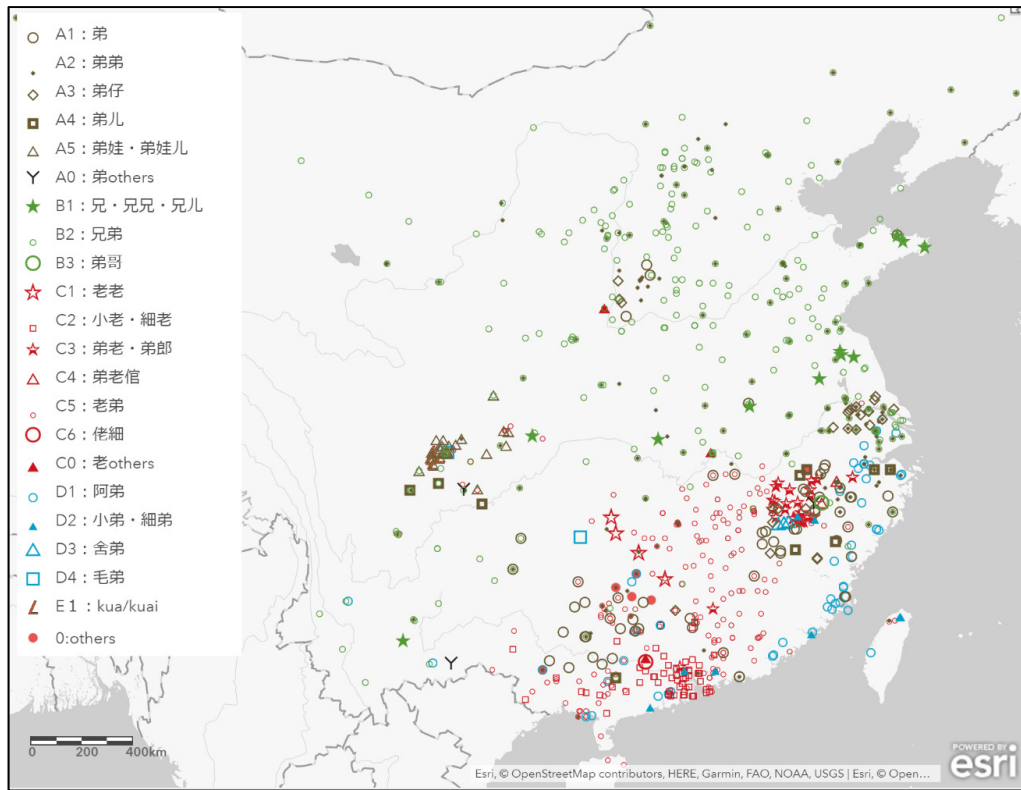 A1：弟
A2：弟弟
A3：弟仔
A4：弟儿
A5：弟娃・弟娃儿
A0：弟others
B1：兄・兄兄・兄儿
B2：兄弟
B3：弟哥
C1：老老
C2：小老・細老
C3：弟老・弟郎
C4：弟老倌
C5：老弟
C6：佬細
C0：老others
D1：阿弟
D2：小弟・細弟
D3：舍弟
D4：毛弟
E1：kua/kuai
0:others
0 200 400km
Esri, © OpenStreetMap contributors, HERE, Garmin, FAO, NOAA, USGS | Esri, © Open...
POWERED BY
esri